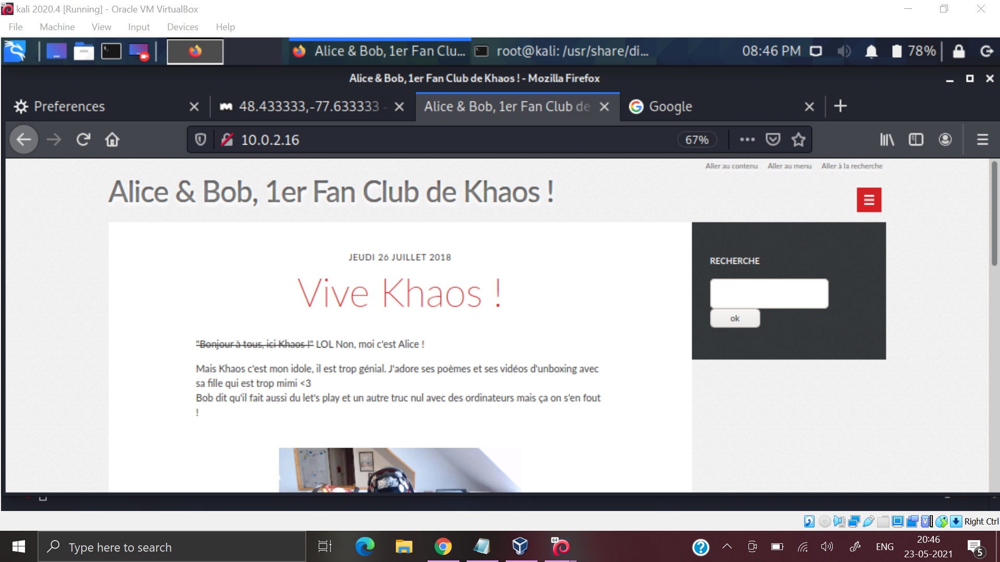 kali 2020.4 [Running] - Oracle VM VirtualBox
File Machine View Input Devices Help
Alice & Bob, 1er Fan Clu... root@kali: /usr/share/di... 08:46 PM 78%
Alice & Bob, 1er Fan Club de Khaos ! - Mozilla Firefox
Preferences 48.433333,-77.633333 - Alice & Bob, 1er Fan Club de Google
10.0.2.16 67%
Aller au contenu Aller au menu Aller à la recherche
Alice & Bob, 1er Fan Club de Khaos !
JEUDI 26 JUILLET 2018
Vive Khaos !
"Bonjour à tous, ici Khaos !" LOL Non, moi c'est Alice !
Mais Khaos c'est mon idole, il est trop génial. J'adore ses poèmes et ses vidéos d'unboxing avec
sa fille qui est trop mimi <3
Bob dit qu'il fait aussi du let's play et un autre truc nul avec des ordinateurs mais ça on s'en fout
!
RECHERCHE
ok
Right Ctrl
Type here to search
64
ENG
20:46
23-05-2021
5